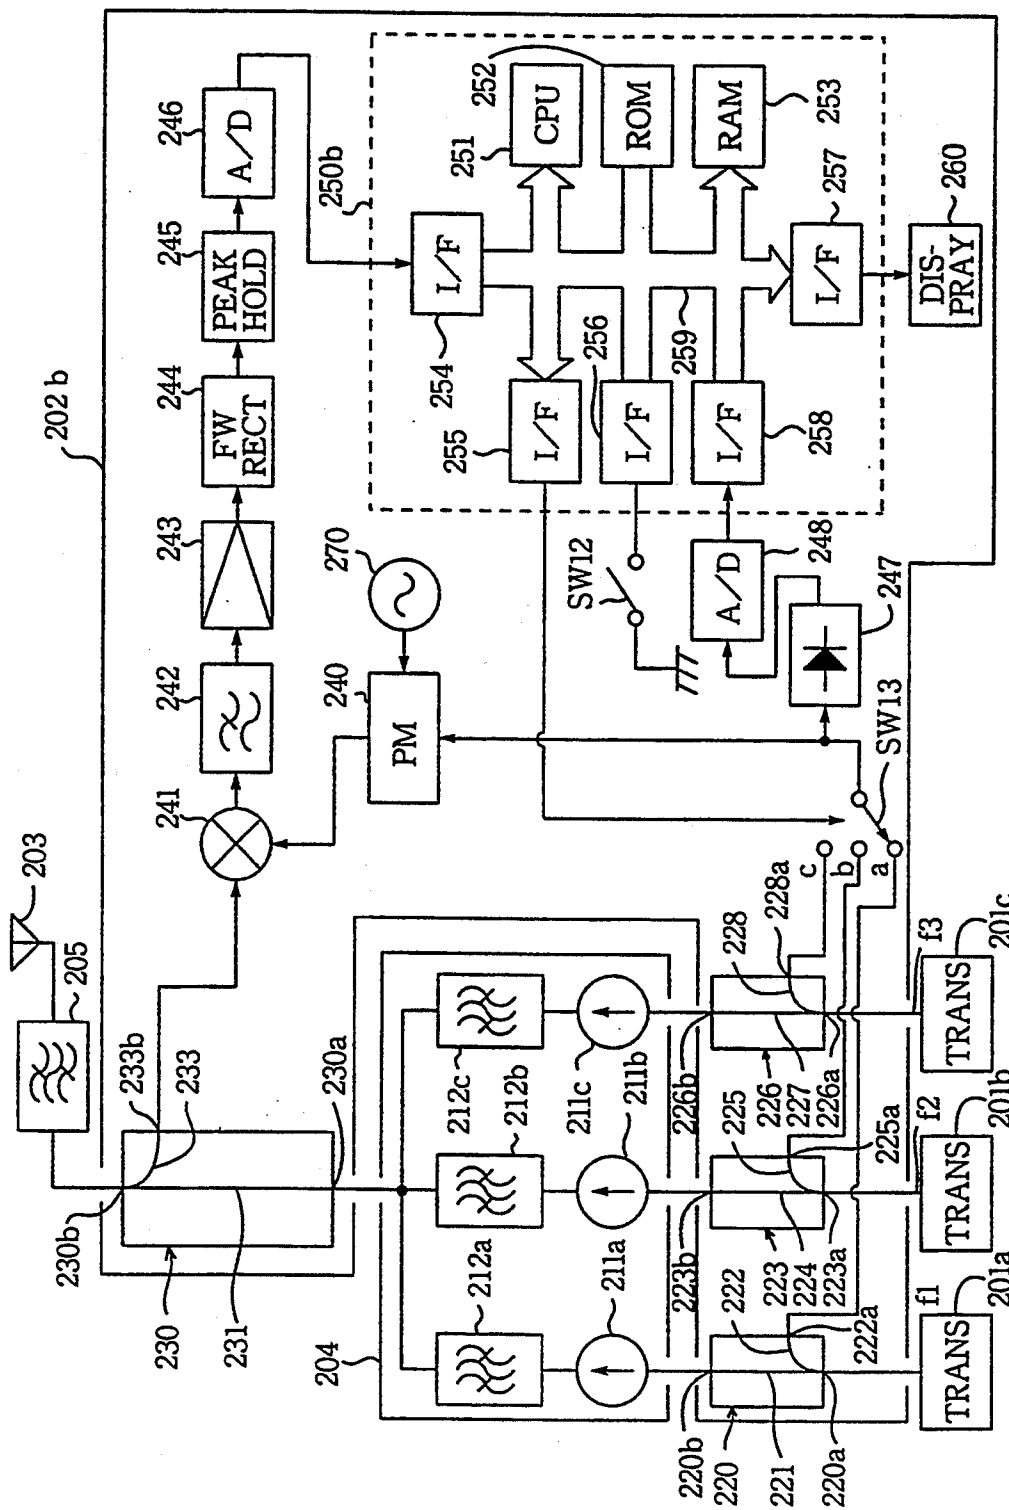 202b
203
205
241
242
243
244
FW
RECT
245
PEAK
HOLD
246
A/D
250b
252
251
CPU
ROM
RAM
253
254
I/F
255
I/F
256
I/F
259
258
I/F
257
I/F
260
DIS-
PRAY
270
240
PM
SW12
248
A/D
247
SW13
c
b
a
230b
230
231
233b
233
230a
204
212a
212b
212c
211a
211b
211c
220b
220
221
220a
222
222a
223b
223
224
223a
225
225a
226b
226
227
226a
228
228a
f1
f2
f3
TRANS
201a
TRANS
201b
TRANS
201c